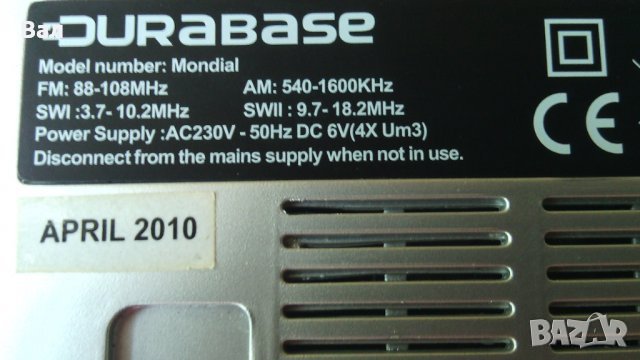 Вал
DURABASE
Model number: Mondial
FM: 88-108MHz AM: 540-1600KHz
SWI :3.7- 10.2MHz SWII : 9.7- 18.2MHz
Power Supply :AC230V - 50Hz DC 6V(4X Um3)
Disconnect from the mains supply when not in use.
CE
APRIL 2010
BAZAR